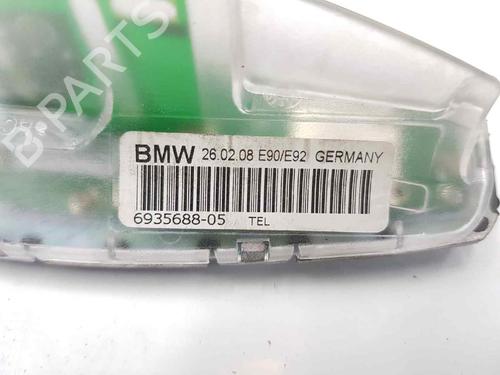 B PARTS
BMW 26.02.08 E90/E92 GERMANY
6935688-05 TEL